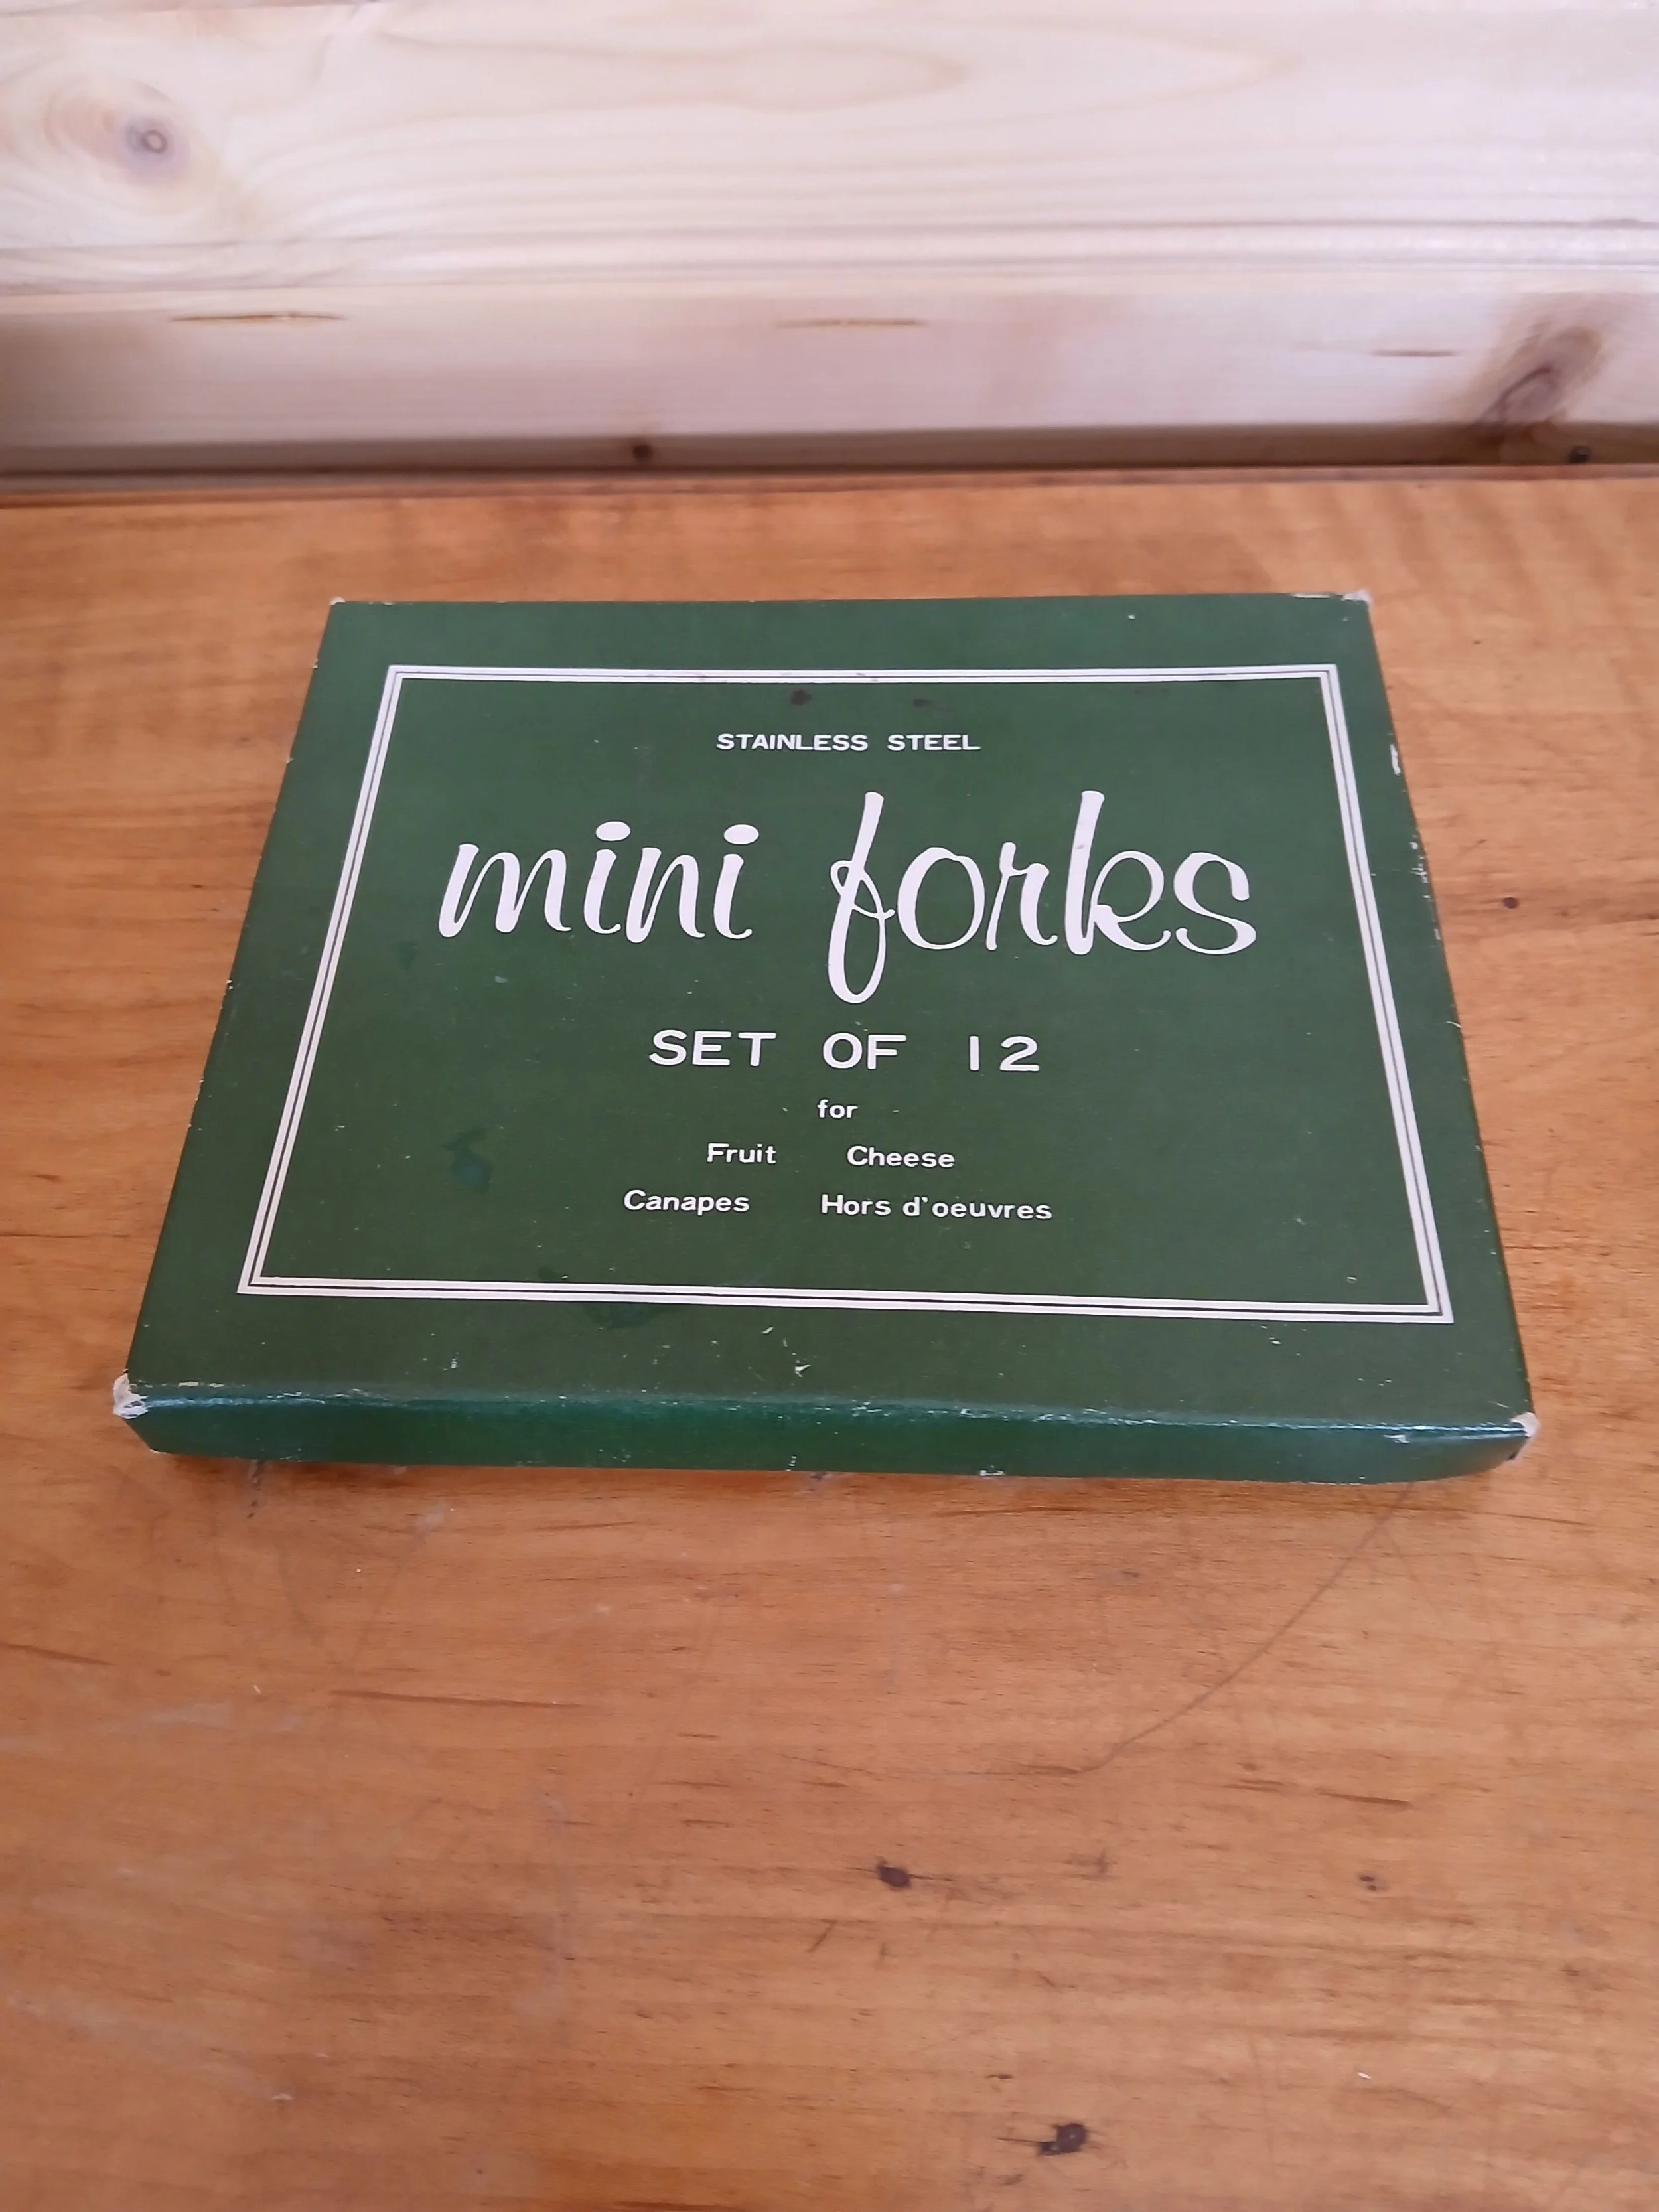 STAINLESS STEEL
mini forks
SET OF 12
for
Fruit Cheese
Canapes Hors d'oeuvres